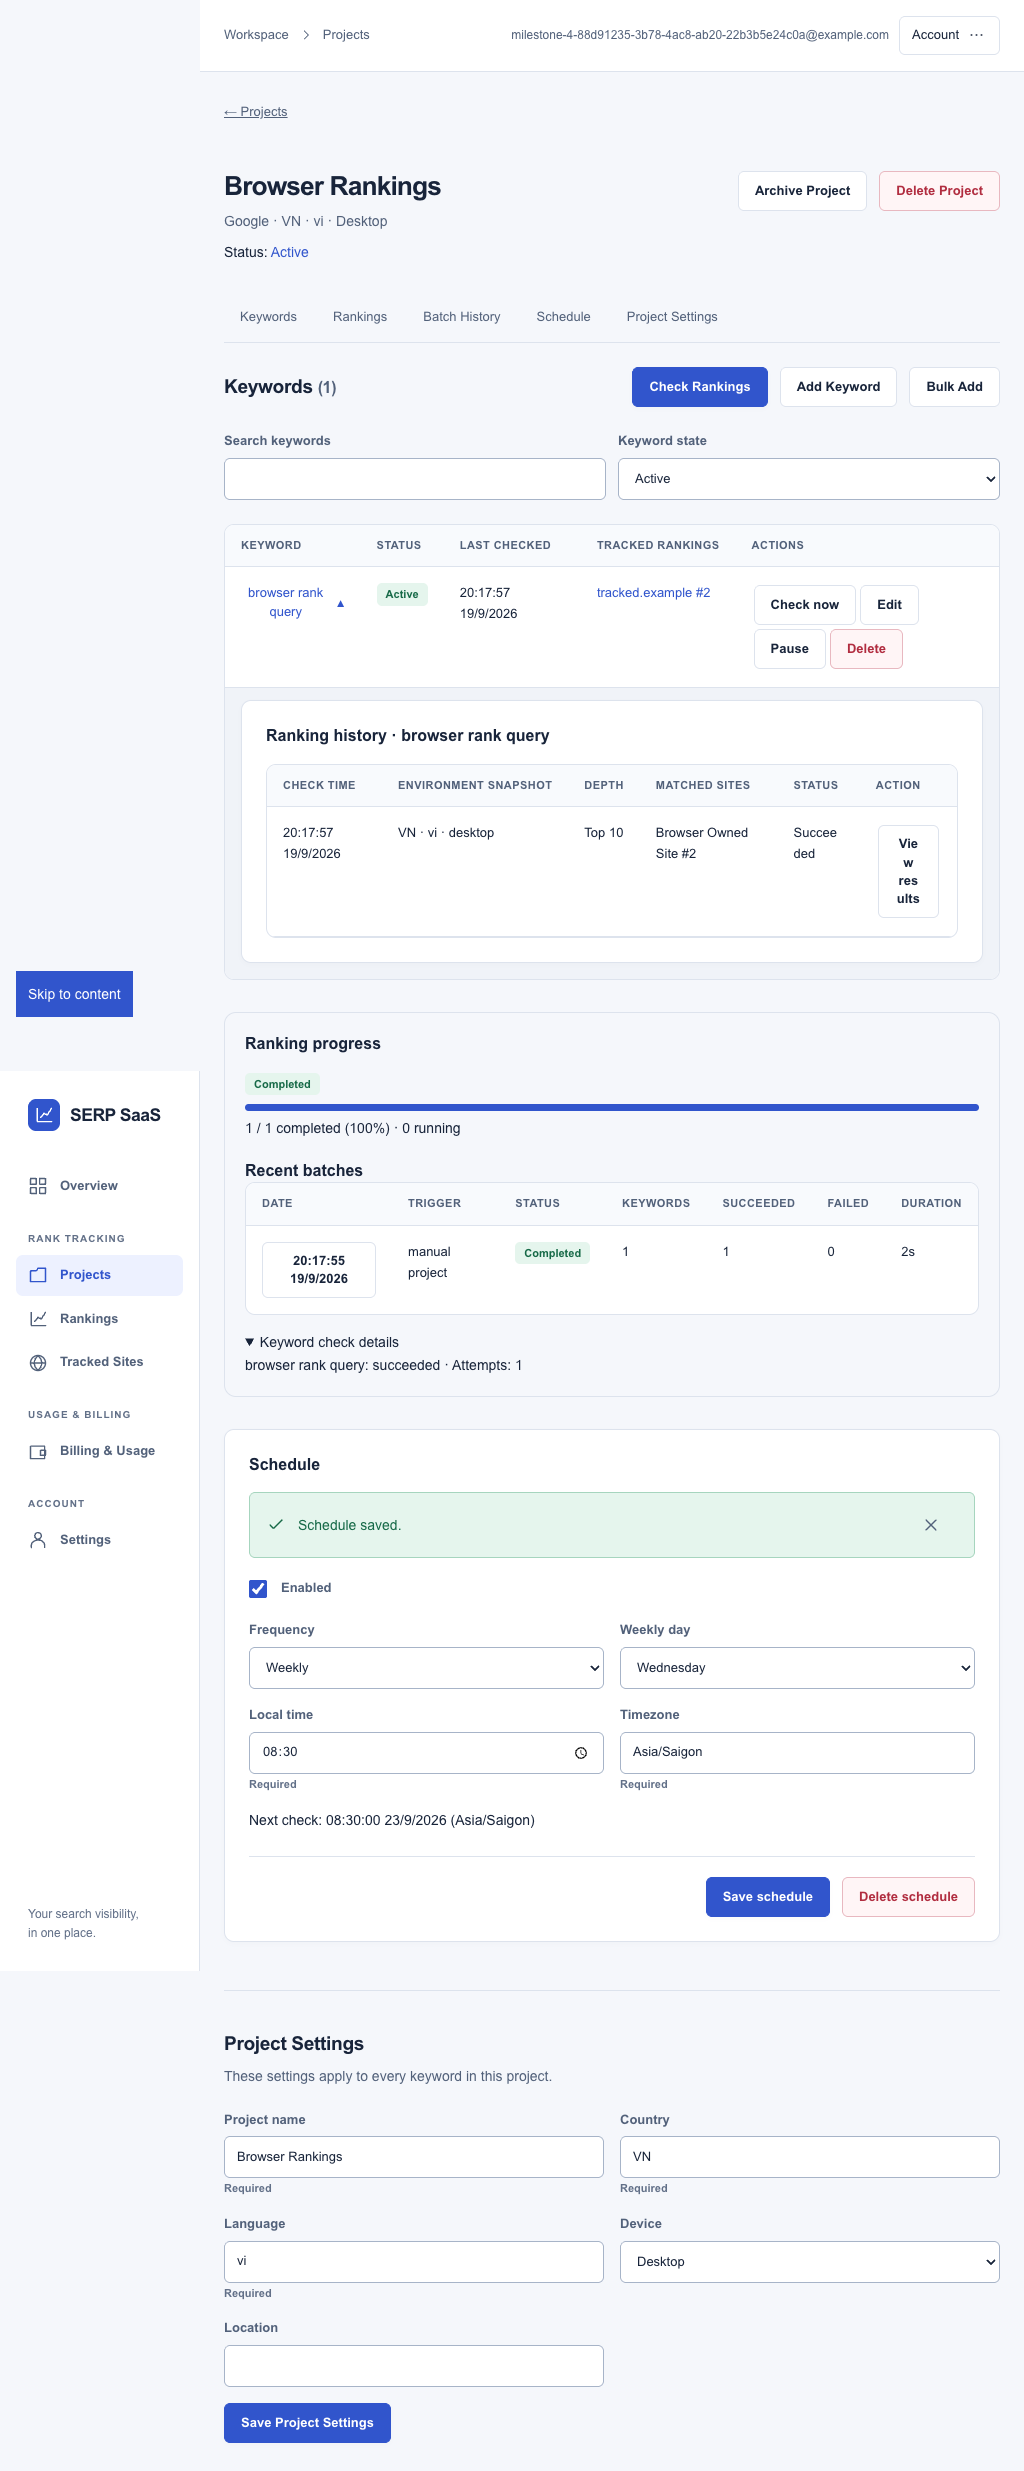 Workspace > Projects
milestone-4-88d91235-3b78-4ac8-ab20-22b3b5e24c0a@example.com
Account ···
← Projects
Browser Rankings
Archive Project
Delete Project
Google · VN · vi · Desktop
Status: Active
Keywords
Rankings
Batch History
Schedule
Project Settings
Keywords (1)
Check Rankings
Add Keyword
Bulk Add
Search keywords
Keyword state
Active
KEYWORD
STATUS
LAST CHECKED
TRACKED RANKINGS
ACTIONS
browser rank
query
▲
Active
20:17:57
19/9/2026
tracked.example #2
Check now
Edit
Pause
Delete
Ranking history · browser rank query
CHECK TIME
ENVIRONMENT SNAPSHOT
DEPTH
MATCHED SITES
STATUS
ACTION
20:17:57
19/9/2026
VN · vi · desktop
Top 10
Browser Owned
Site #2
Succee
ded
Vie
w
res
ults
Skip to content
Ranking progress
Completed
1 / 1 completed (100%) · 0 running
Recent batches
DATE
TRIGGER
STATUS
KEYWORDS
SUCCEEDED
FAILED
DURATION
20:17:55
19/9/2026
manual
project
Completed
1
1
0
2s
▼ Keyword check details
browser rank query: succeeded · Attempts: 1
SERP SaaS
Overview
RANK TRACKING
Projects
Rankings
Tracked Sites
USAGE & BILLING
Billing & Usage
ACCOUNT
Settings
Your search visibility,
in one place.
Schedule
Schedule saved.
Enabled
Frequency
Weekly day
Weekly
Wednesday
Local time
Timezone
08:30
Asia/Saigon
Required
Required
Next check: 08:30:00 23/9/2026 (Asia/Saigon)
Save schedule
Delete schedule
Project Settings
These settings apply to every keyword in this project.
Project name
Country
Browser Rankings
VN
Required
Required
Language
Device
vi
Desktop
Required
Location
Save Project Settings